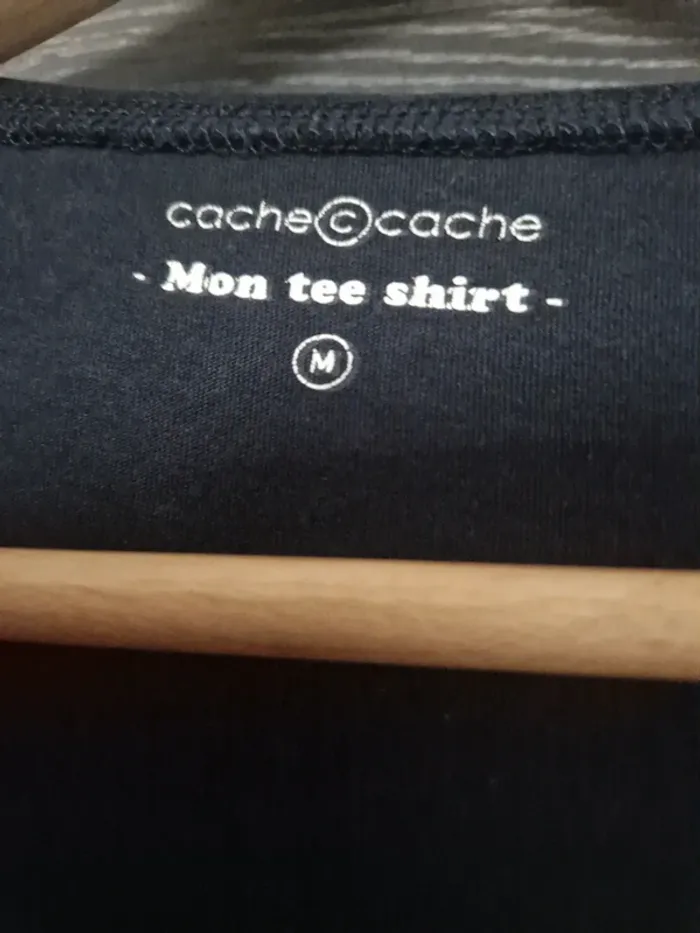 cache©cache
- Mon tee shirt -
M